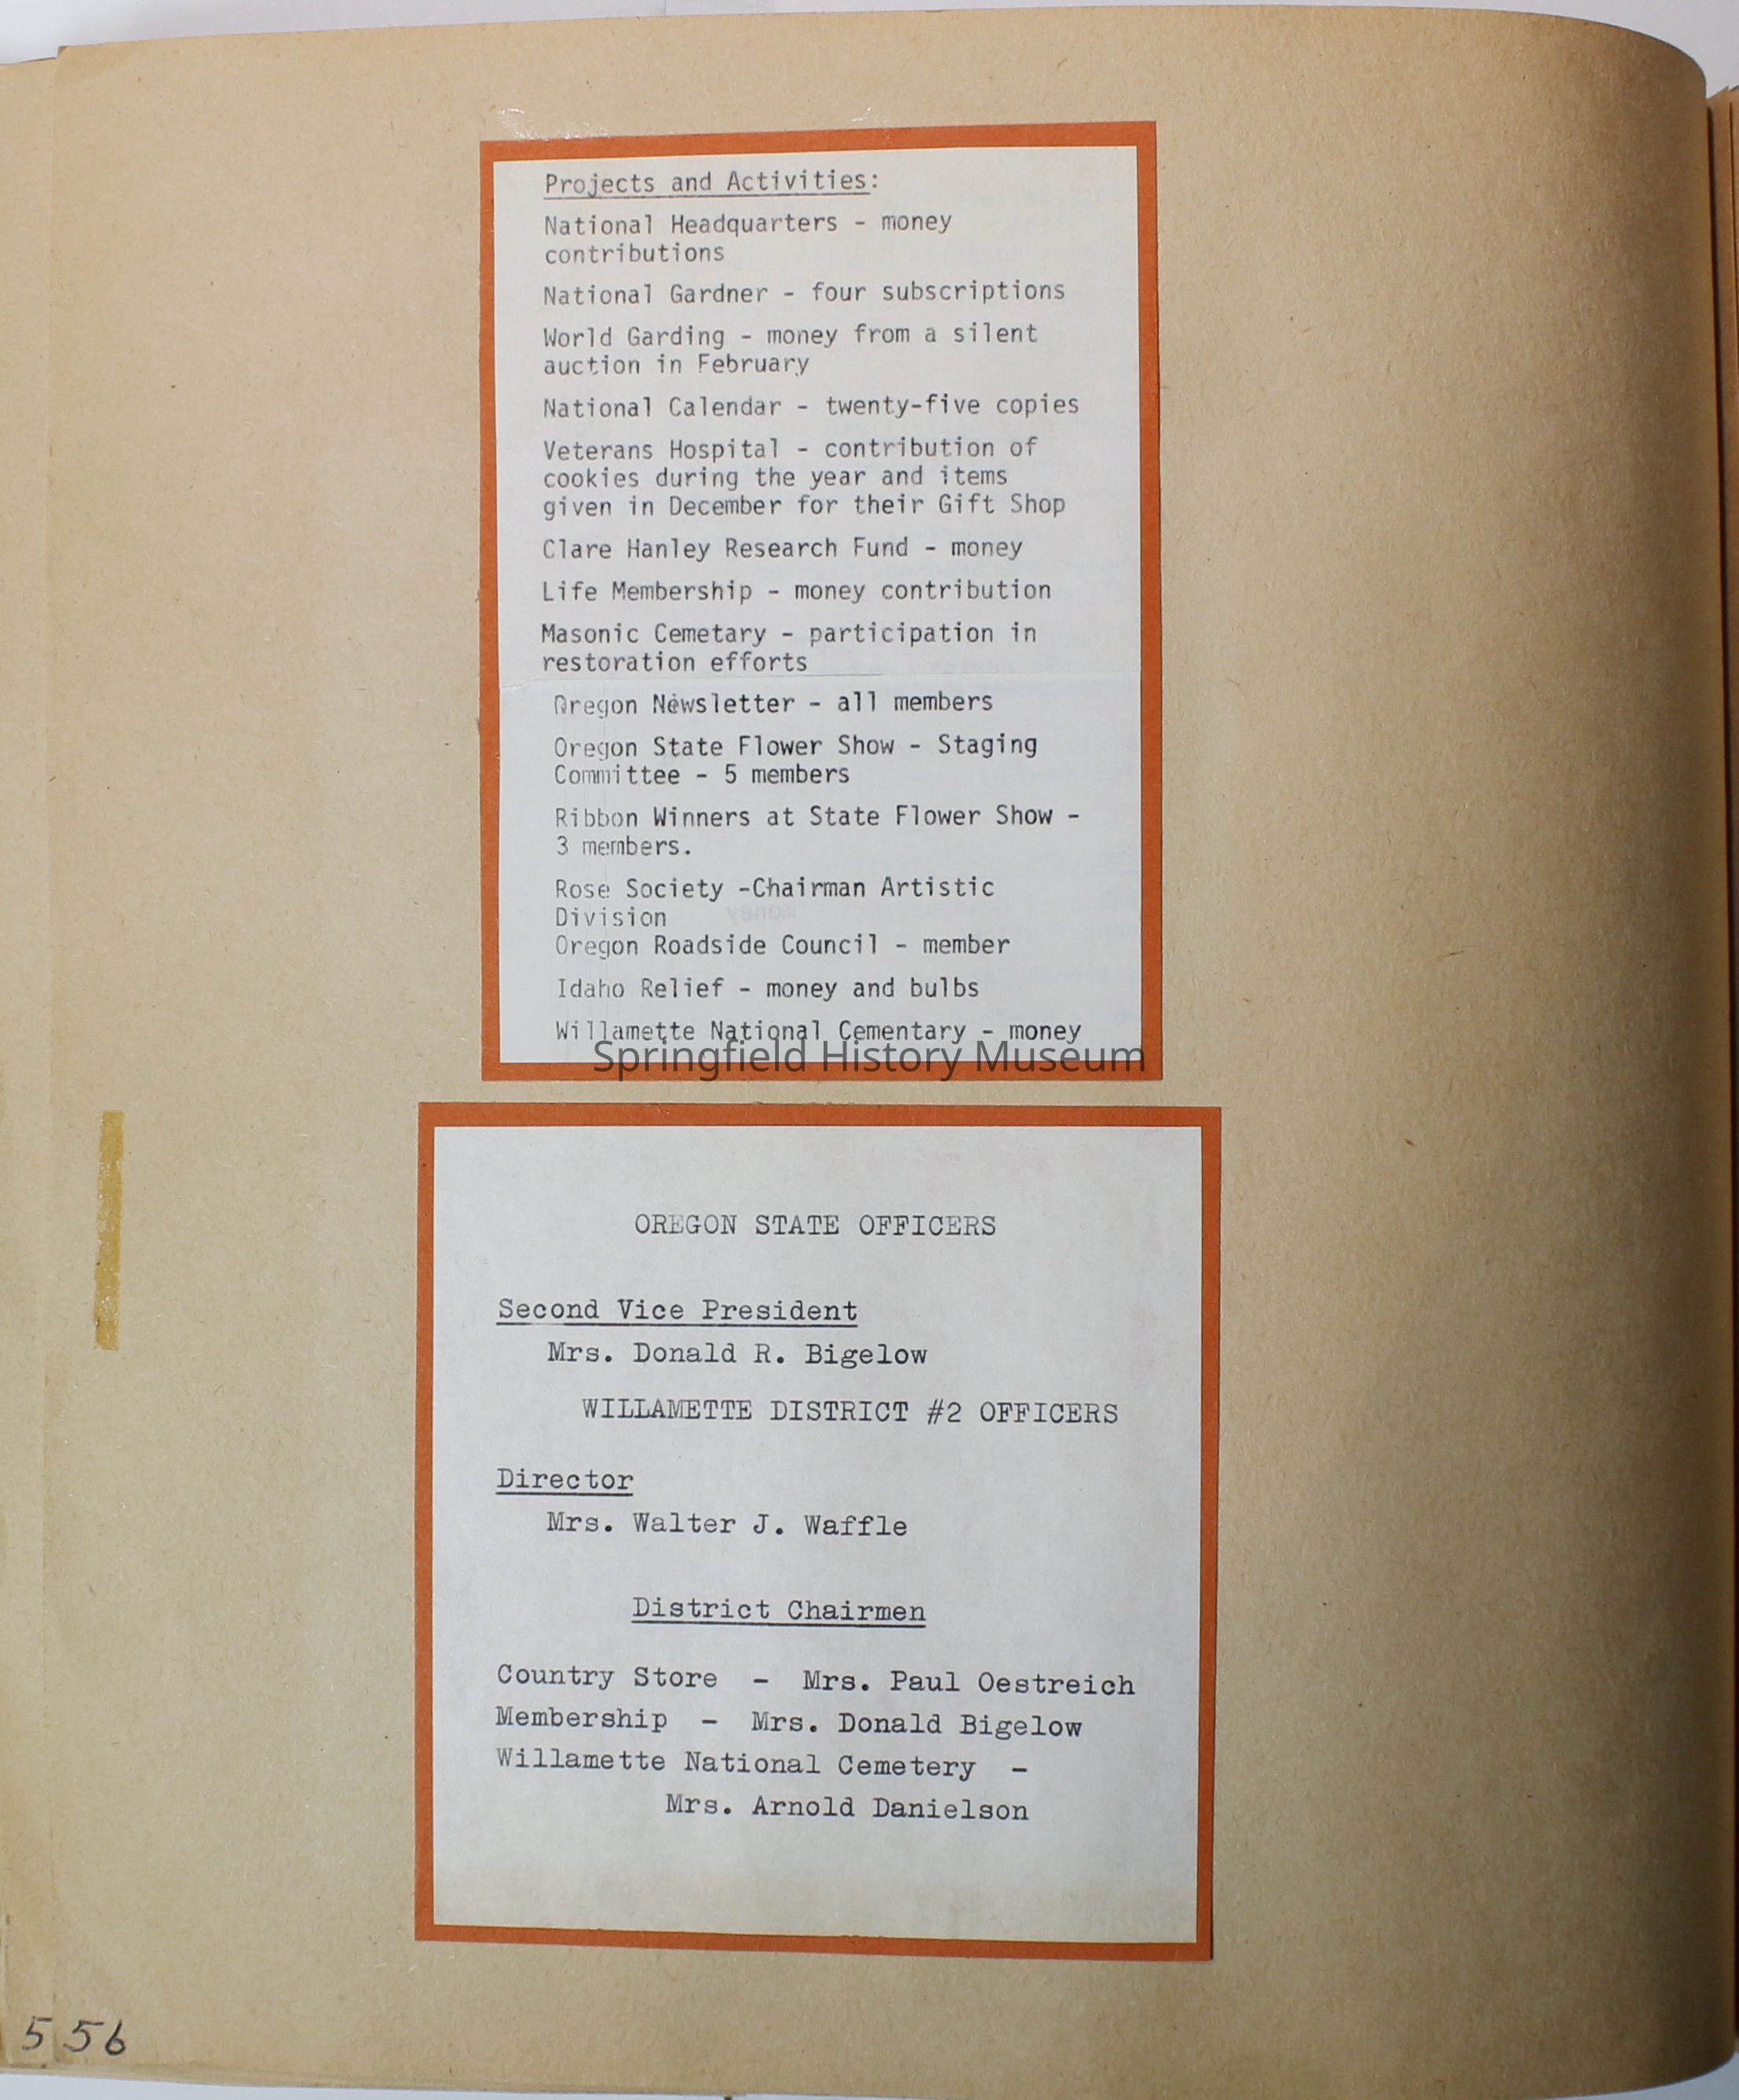 Projects and Activities:
National Headquarters - money
contributions
National Gardner - four subscriptions
World Garding - money from a silent
auction in February
National Calendar - twenty-five copies
Veterans Hospital - contribution of
cookies during the year and items
given in December for their Gift Shop
Clare Hanley Research Fund - money
Life Membership - money contribution
Masonic Cemetary - participation in
restoration efforts
Oregon Newsletter - all members
Oregon State Flower Show - Staging
Committee - 5 members
Ribbon Winners at State Flower Show -
3 members.
Rose Society -Chairman Artistic
Division
Oregon Roadside Council - member
Idaho Relief - money and bulbs
Willamette National Cementary - money
Springfield History Museum
OREGON STATE OFFICERS
Second Vice President
Mrs. Donald R. Bigelow
WILLAMETTE DISTRICT #2 OFFICERS
Director
Mrs. Walter J. Waffle
District Chairmen
Country Store - Mrs. Paul Oestreich
Membership - Mrs. Donald Bigelow
Willamette National Cemetery -
Mrs. Arnold Danielson
556